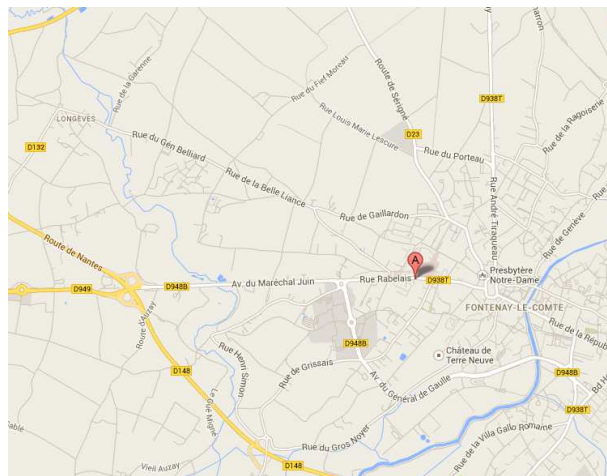 D938T
Rue de la Garenne
Rue du Fief Moreau
Route de Sérigné
Rue de la Ragoiserie
LONGÈVES
Rue Louis Marie Lescure
D23
D132
Rue du Gén Belliard
Rue du Porteau
Rue de la Belle Liance
Rue André Tiraqueau
Rue de Gaillardon
Rue de Genève
Route de Nantes
A
Presbytère
Notre-Dame
D949
D948B
Av. du Maréchal Juin
Rue Rabelais
D938T
FONTENAY-LE-COMTE
Route d'Auzay
Rue de la Répub
D948B
Château de
Terre Neuve
Rue Henri Simon
Rue de Grissais
D148
Av. du Général de Gaulle
D948B
Le Gué Migné
D938T
Rue du Gros Noyer
Rue de la Villa Gallo Romaine
Vieil Auzay
D148